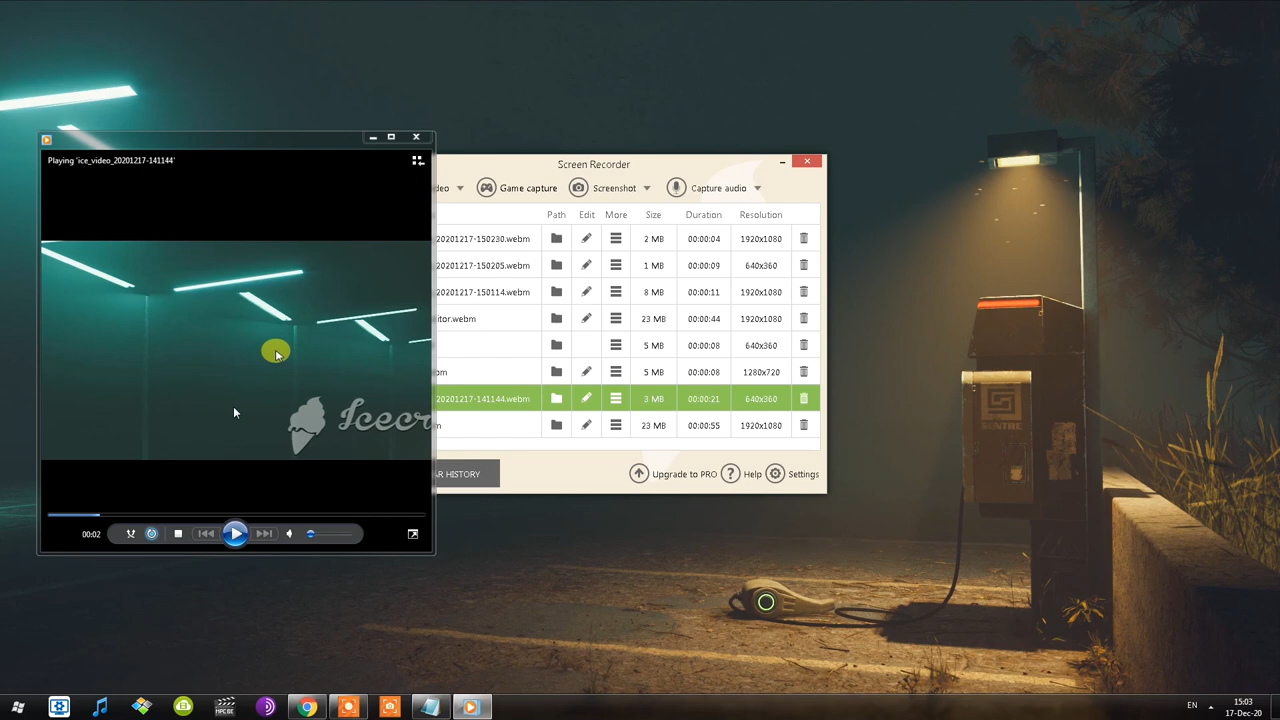 Playing 'ice_video_20201217-141144'
Icecr
00:02
Screen Recorder
deo
Game capture
Screenshot
Capture audio
Path Edit More Size Duration Resolution
20201217-150230.webm 2 MB 00:00:04 1920x1080
20201217-150205.webm 1 MB 00:00:09 640x360
20201217-150114.webm 8 MB 00:00:11 1920x1080
itor.webm 23 MB 00:00:44 1920x1080
5 MB 00:00:08 640x360
bm 5 MB 00:00:08 1280x720
20201217-141144.webm 3 MB 00:00:21 640x360
n 23 MB 00:00:55 1920x1080
AR HISTORY
Upgrade to PRO
Help
Settings
SENTRE
MPC-BE
EN
15:03
17-Dec-20